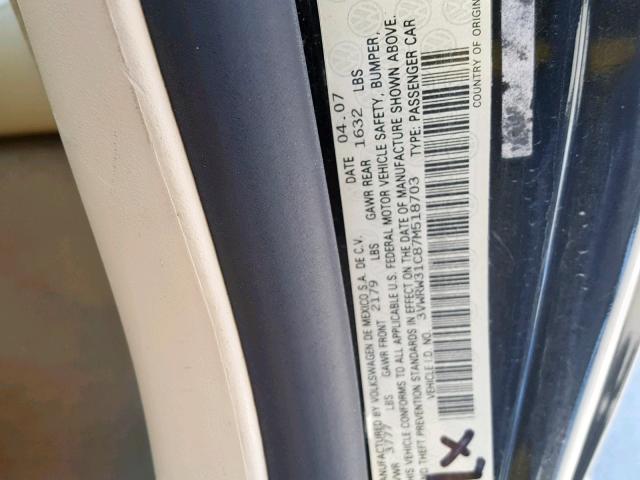 MANUFACTURED BY VOLKSWAGEN DE MEXICO S.A. DE C.V. DATE 04.07
GVWR 3777 LBS GAWR FRONT 2179 LBS GAWR REAR 1632 LBS
THIS VEHICLE CONFORMS TO ALL APPLICABLE U.S. FEDERAL MOTOR VEHICLE SAFETY, BUMPER,
AND THEFT PREVENTION STANDARDS IN EFFECT ON THE DATE OF MANUFACTURE SHOWN ABOVE.
VEHICLE I.D. NO. 3VWRW31C87M518703 TYPE: PASSENGER CAR
COUNTRY OF ORIGIN